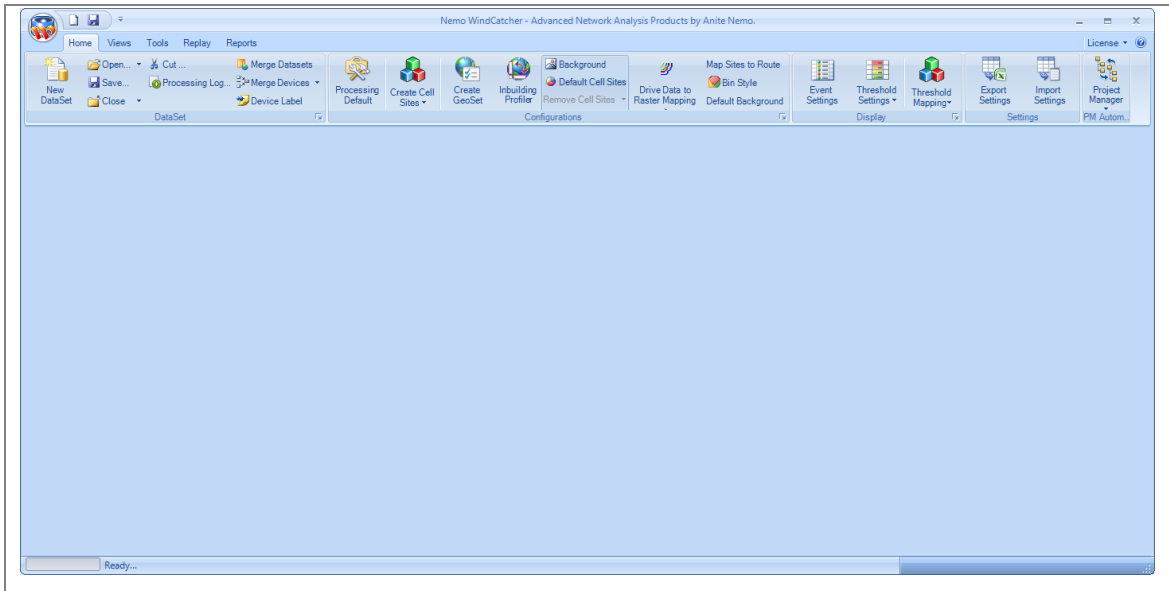 Nemo WindCatcher - Advanced Network Analysis Products by Anite Nemo.
Home Views Tools Replay Reports License
New DataSet
Open...
Save...
Close
Cut ...
Processing Log...
Merge Datasets
Merge Devices
Device Label
DataSet
Processing Default
Create Cell Sites
Create GeoSet
Inbuilding Profiler
Background
Default Cell Sites
Remove Cell Sites
Drive Data to Raster Mapping
Map Sites to Route
Bin Style
Default Background
Configurations
Event Settings
Threshold Settings
Threshold Mapping
Display
Export Settings
Import Settings
Settings
Project Manager
PM Autom...
Ready...